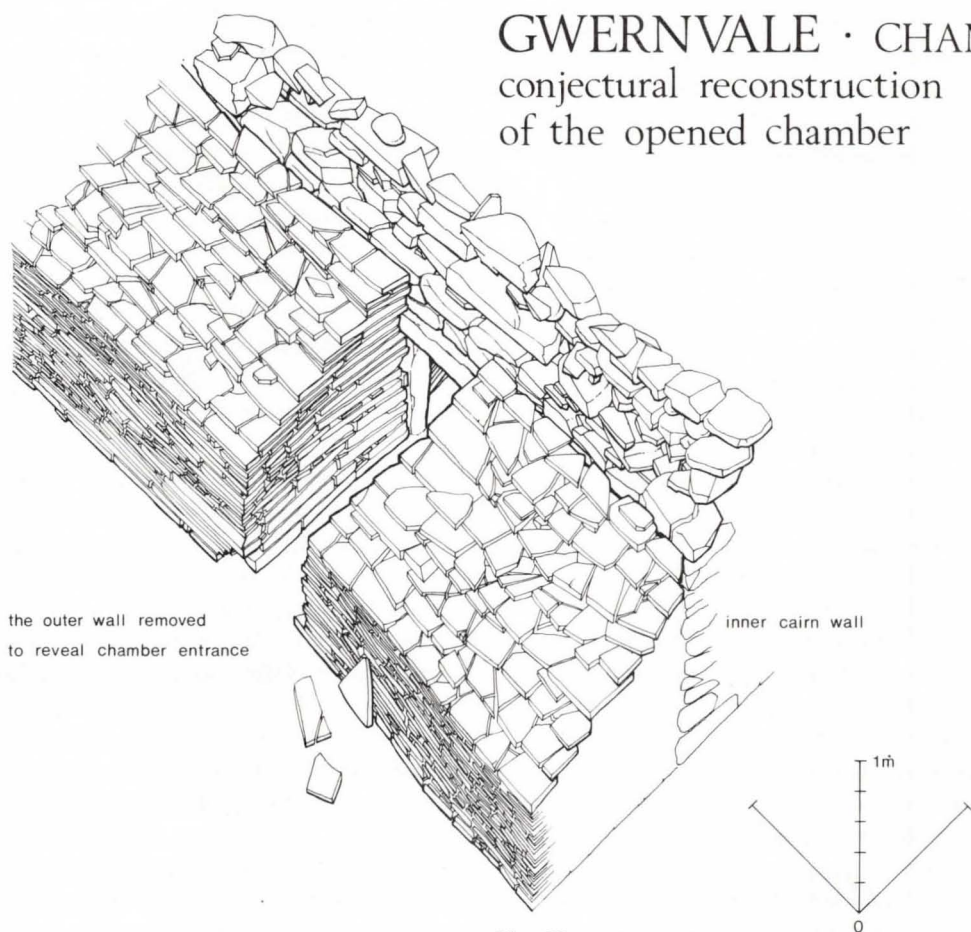 GWERNVALE ·
conjectural reconstruction
of the opened chamber
the outer wall removed
to reveal chamber entrance
inner cairn wall
1m
0